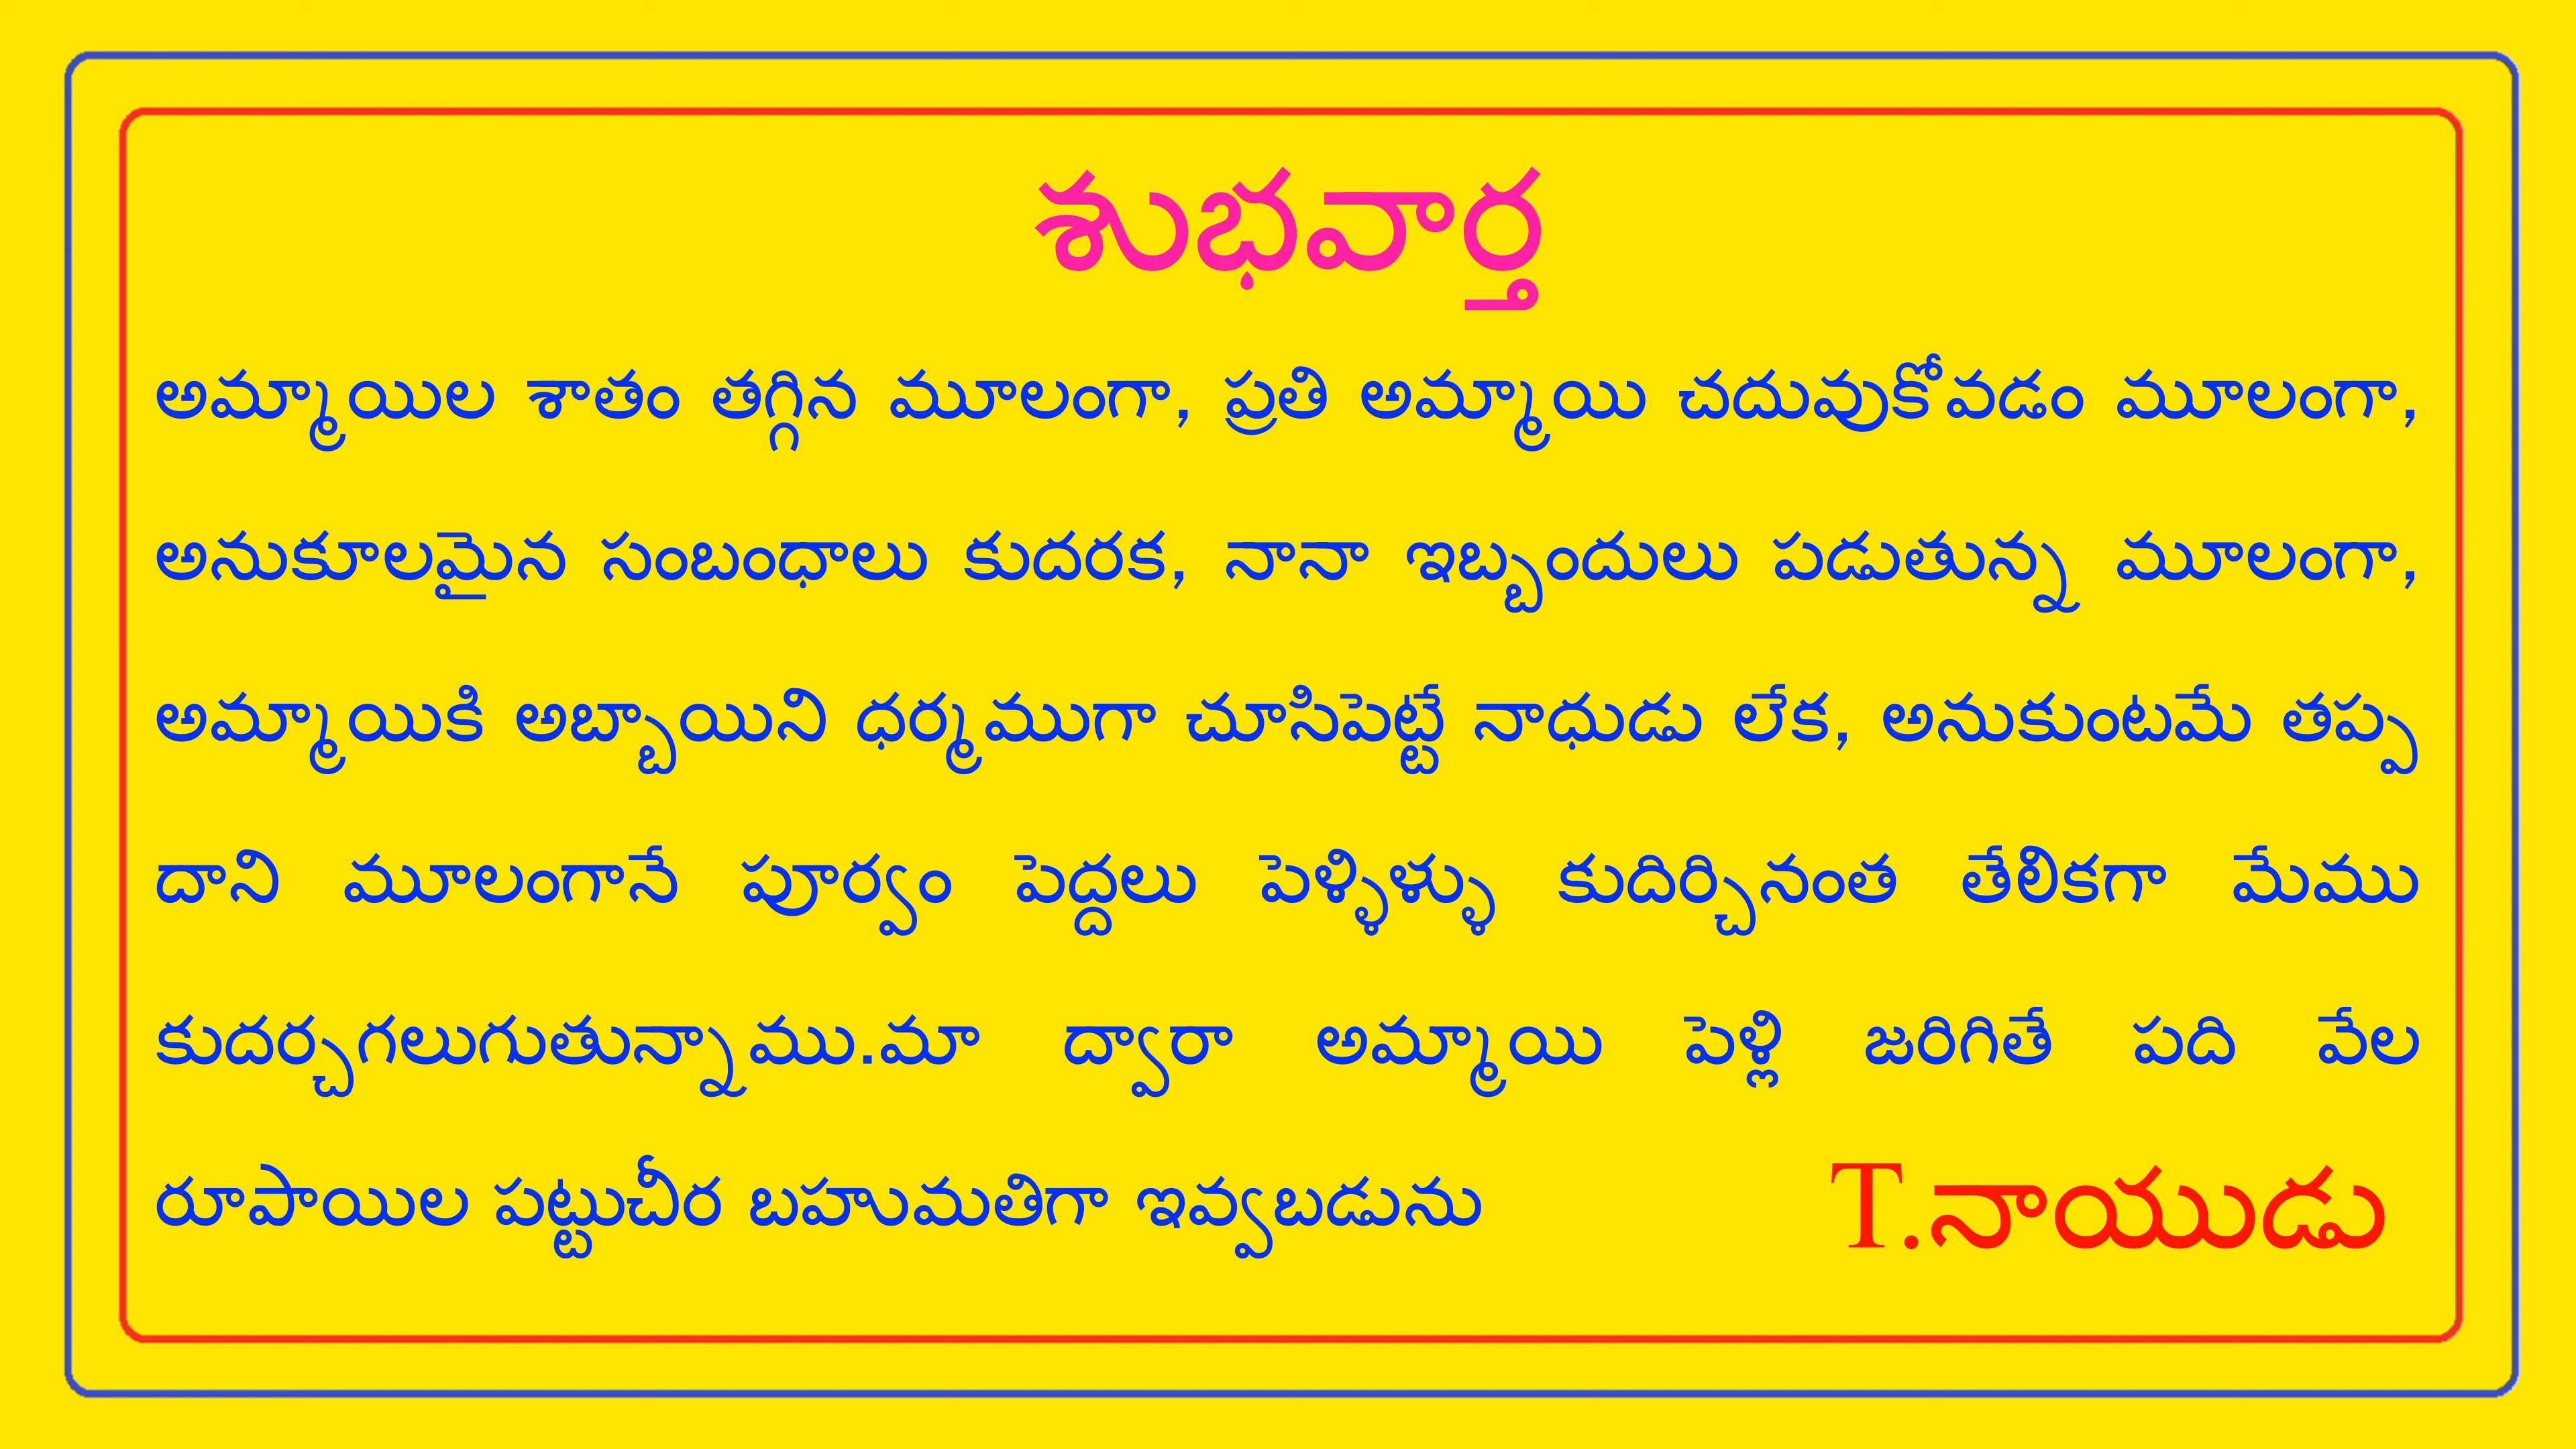 శుభవార్త
అమ్మాయిల శాతం తగ్గిన మూలంగా, ప్రతి అమ్మాయి చదువుకోవడం మూలంగా,
అనుకూలమైన సంబంధాలు కుదరక, నానా ఇబ్బందులు పడుతున్న మూలంగా,
అమ్మాయికి అబ్బాయిని ధర్మముగా చూసిపెట్టే నాధుడు లేక, అనుకుంటమే తప్ప
దాని మూలంగానే పూర్వం పెద్దలు పెళ్ళిళ్ళు కుదిర్చినంత తేలికగా మేము
కుదర్చగలుగుతున్నాము.మా ద్వారా అమ్మాయి పెళ్లి జరిగితే పది వేల
రూపాయిల పట్టుచీర బహుమతిగా ఇవ్వబడును T.నాయుడు